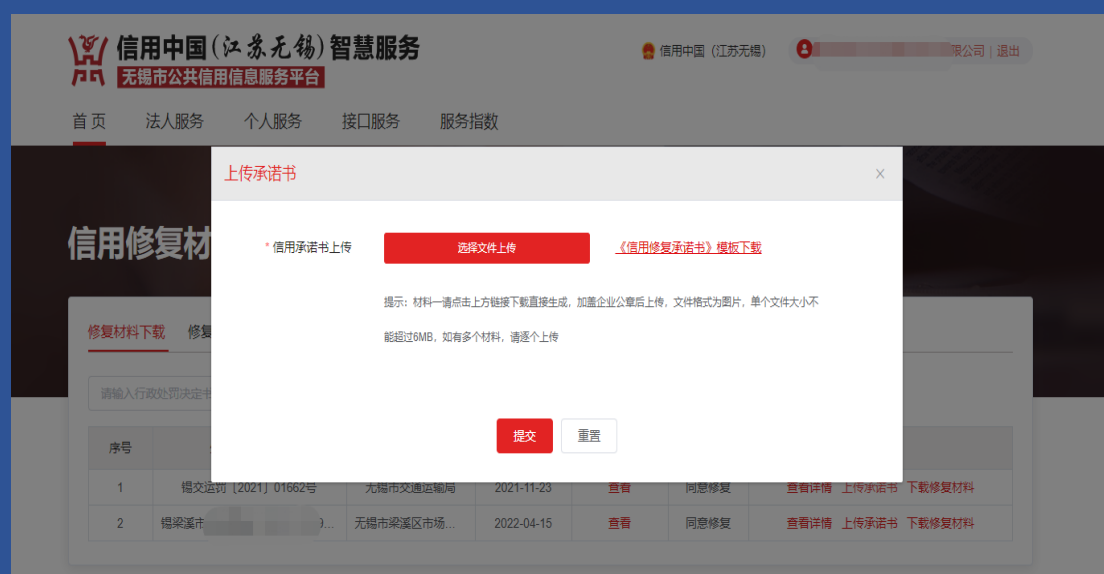 信用中国(江苏无锡)智慧服务
无锡市公共信用信息服务平台
信用中国（江苏无锡）
限公司 | 退出
首页 法人服务 个人服务 接口服务 服务指数
上传承诺书
信用修复材
* 信用承诺书上传 选择文件上传 《信用修复承诺书》模板下载
提示：材料一请点击上方链接下载直接生成，加盖企业公章后上传，文件格式为图片，单个文件大小不
能超过6MB，如有多个材料，请逐个上传
修复材料下载 修复
请输入行政处罚决定书
提交 重置
序号
1 锡交运罚〔2021〕01662号 无锡市交通运输局 2021-11-23 查看 同意修复 查看详情 上传承诺书 下载修复材料
2 锡梁溪市 9... 无锡市梁溪区市场... 2022-04-15 查看 同意修复 查看详情 上传承诺书 下载修复材料